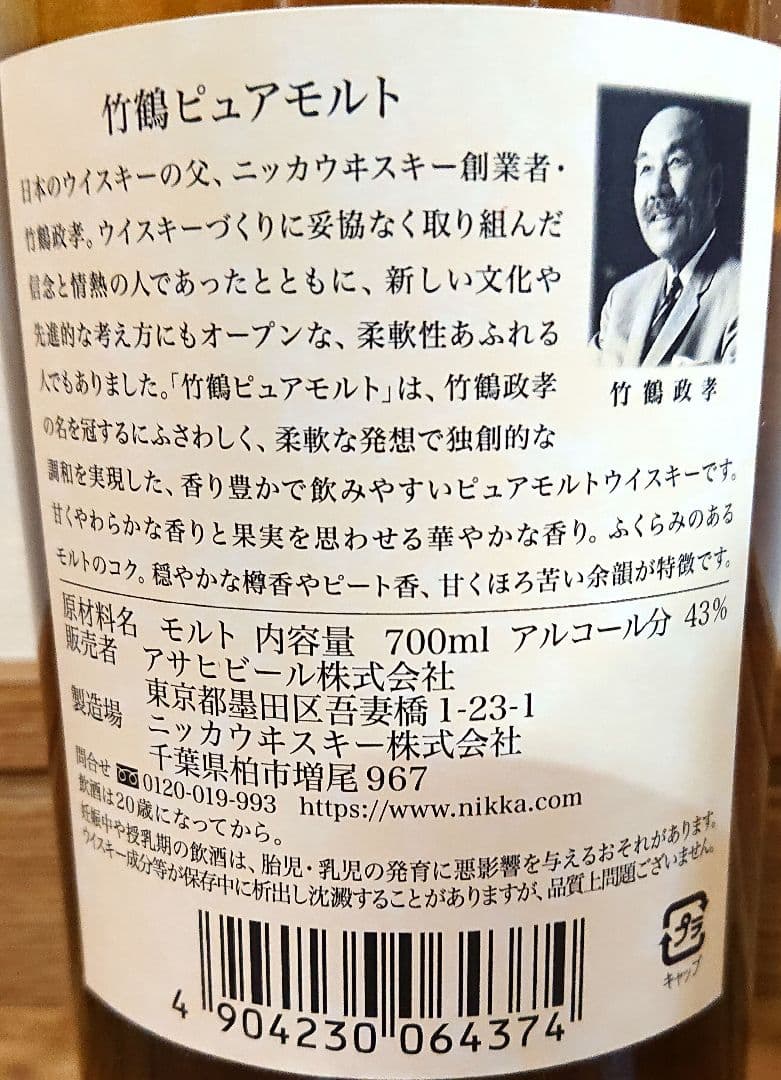 竹鶴ピュアモルト
日本のウイスキーの父、ニッカウヰスキー創業者・
竹鶴政孝。ウイスキーづくりに妥協なく取り組んだ
信念と情熱の人であったとともに、新しい文化や
先進的な考え方にもオープンな、柔軟性あふれる
人でもありました。「竹鶴ピュアモルト」は、竹鶴政孝
の名を冠するにふさわしく、柔軟な発想で独創的な
調和を実現した、香り豊かで飲みやすいピュアモルトウイスキーです。
甘くやわらかな香りと果実を思わせる華やかな香り。ふくらみのある
モルトのコク。穏やかな樽香やピート香、甘くほろ苦い余韻が特徴です。
竹鶴政孝
原材料名 モルト 内容量 700ml アルコール分 43%
販売者 アサヒビール株式会社
東京都墨田区吾妻橋1-23-1
製造場 ニッカウヰスキー株式会社
千葉県柏市増尾967
問合せ 0120-019-993 https://www.nikka.com
飲酒は20歳になってから。
妊娠中や授乳期の飲酒は、胎児・乳児の発育に悪影響を与えるおそれがあります。
ウイスキー成分等が保存中に析出し沈澱することがありますが、品質上問題ございません。
プラ
キャップ
4 904230 064374